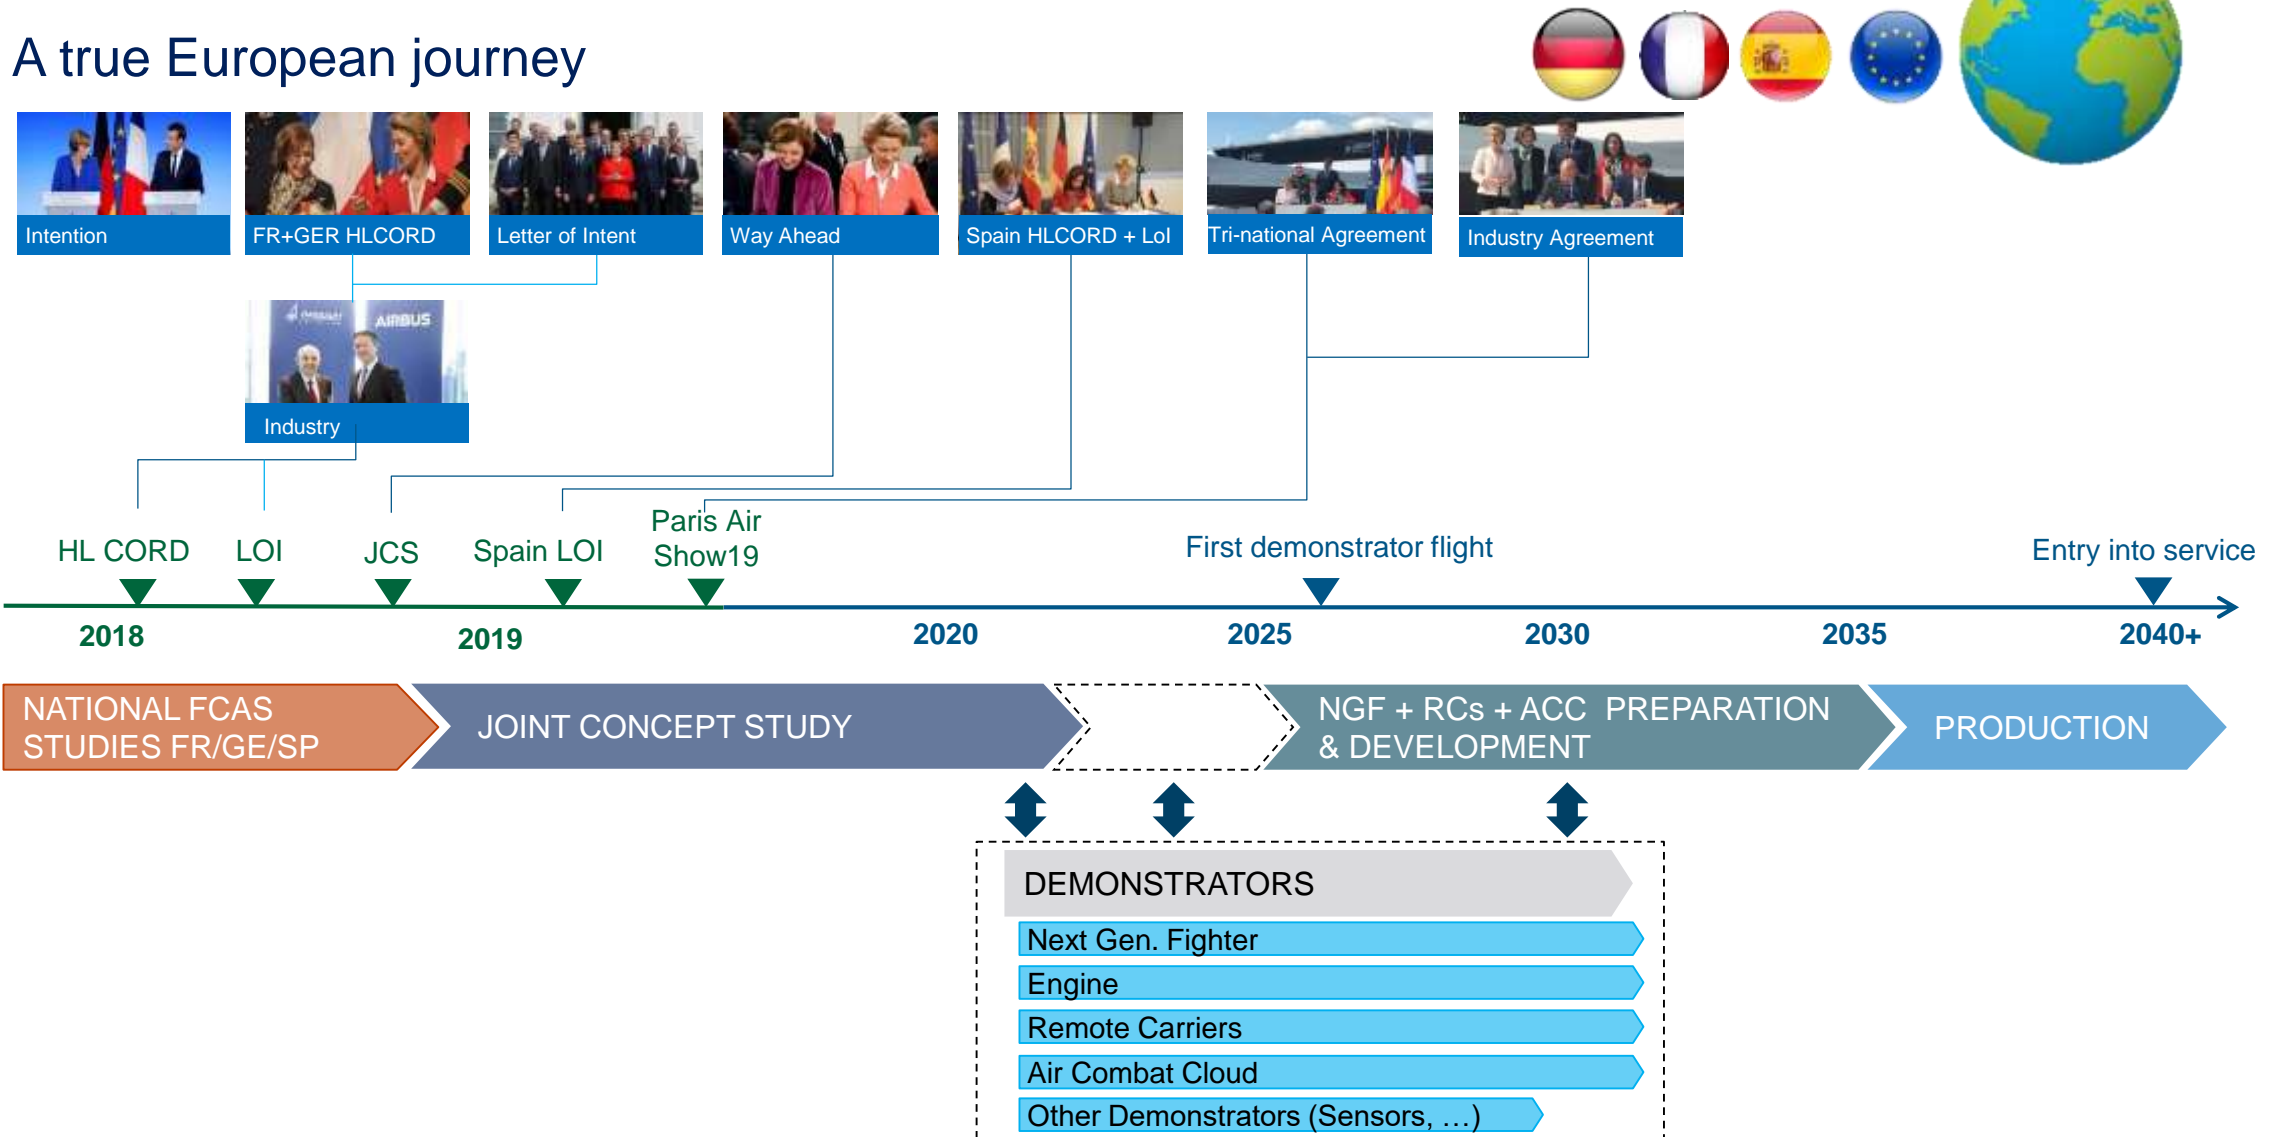 A true European journey
Intention
FR+GER HLCORD
Letter of Intent
Way Ahead
Spain HLCORD + LoI
Tri-national Agreement
Industry Agreement
AIRBUS
Industry
HL CORD
LOI
JCS
Spain LOI
Paris Air
Show19
First demonstrator flight
Entry into service
2018
2019
2020
2025
2030
2035
2040+
NATIONAL FCAS
STUDIES FR/GE/SP
JOINT CONCEPT STUDY
NGF + RCs + ACC PREPARATION
& DEVELOPMENT
PRODUCTION
DEMONSTRATORS
Next Gen. Fighter
Engine
Remote Carriers
Air Combat Cloud
Other Demonstrators (Sensors, …)